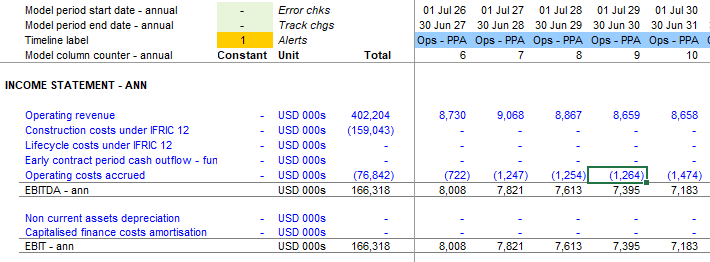 Model period start date - annual - Error chks 01 Jul 26 01 Jul 27 01 Jul 28 01 Jul 29 01 Jul 30
Model period end date - annual - Track chgs 30 Jun 27 30 Jun 28 30 Jun 29 30 Jun 30 30 Jun 31
Timeline label 1 Alerts Ops - PPA Ops - PPA Ops - PPA Ops - PPA Ops - PPA
Model column counter - annual Constant Unit Total 6 7 8 9 10
INCOME STATEMENT - ANN
Operating revenue - USD 000s 402,204 8,730 9,068 8,867 8,659 8,658
Construction costs under IFRIC 12 - USD 000s (159,043) - - - - -
Lifecycle costs under IFRIC 12 - USD 000s - - - - - -
Early contract period cash outflow - fun - USD 000s - - - - - -
Operating costs accrued - USD 000s (76,842) (722) (1,247) (1,254) (1,264) (1,474)
EBITDA - ann USD 000s 166,318 8,008 7,821 7,613 7,395 7,183
Non current assets depreciation - USD 000s - - - - - -
Capitalised finance costs amortisation - USD 000s - - - - - -
EBIT - ann USD 000s 166,318 8,008 7,821 7,613 7,395 7,183